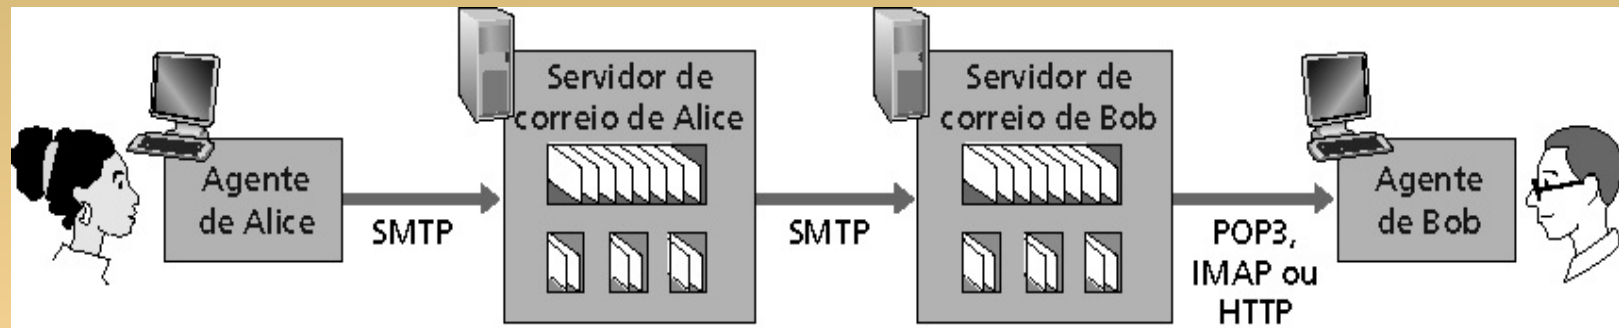 Agente
de Alice
SMTP
Servidor de
correio de Alice
SMTP
Servidor de
correio de Bob
POP3,
IMAP ou
HTTP
Agente
de Bob